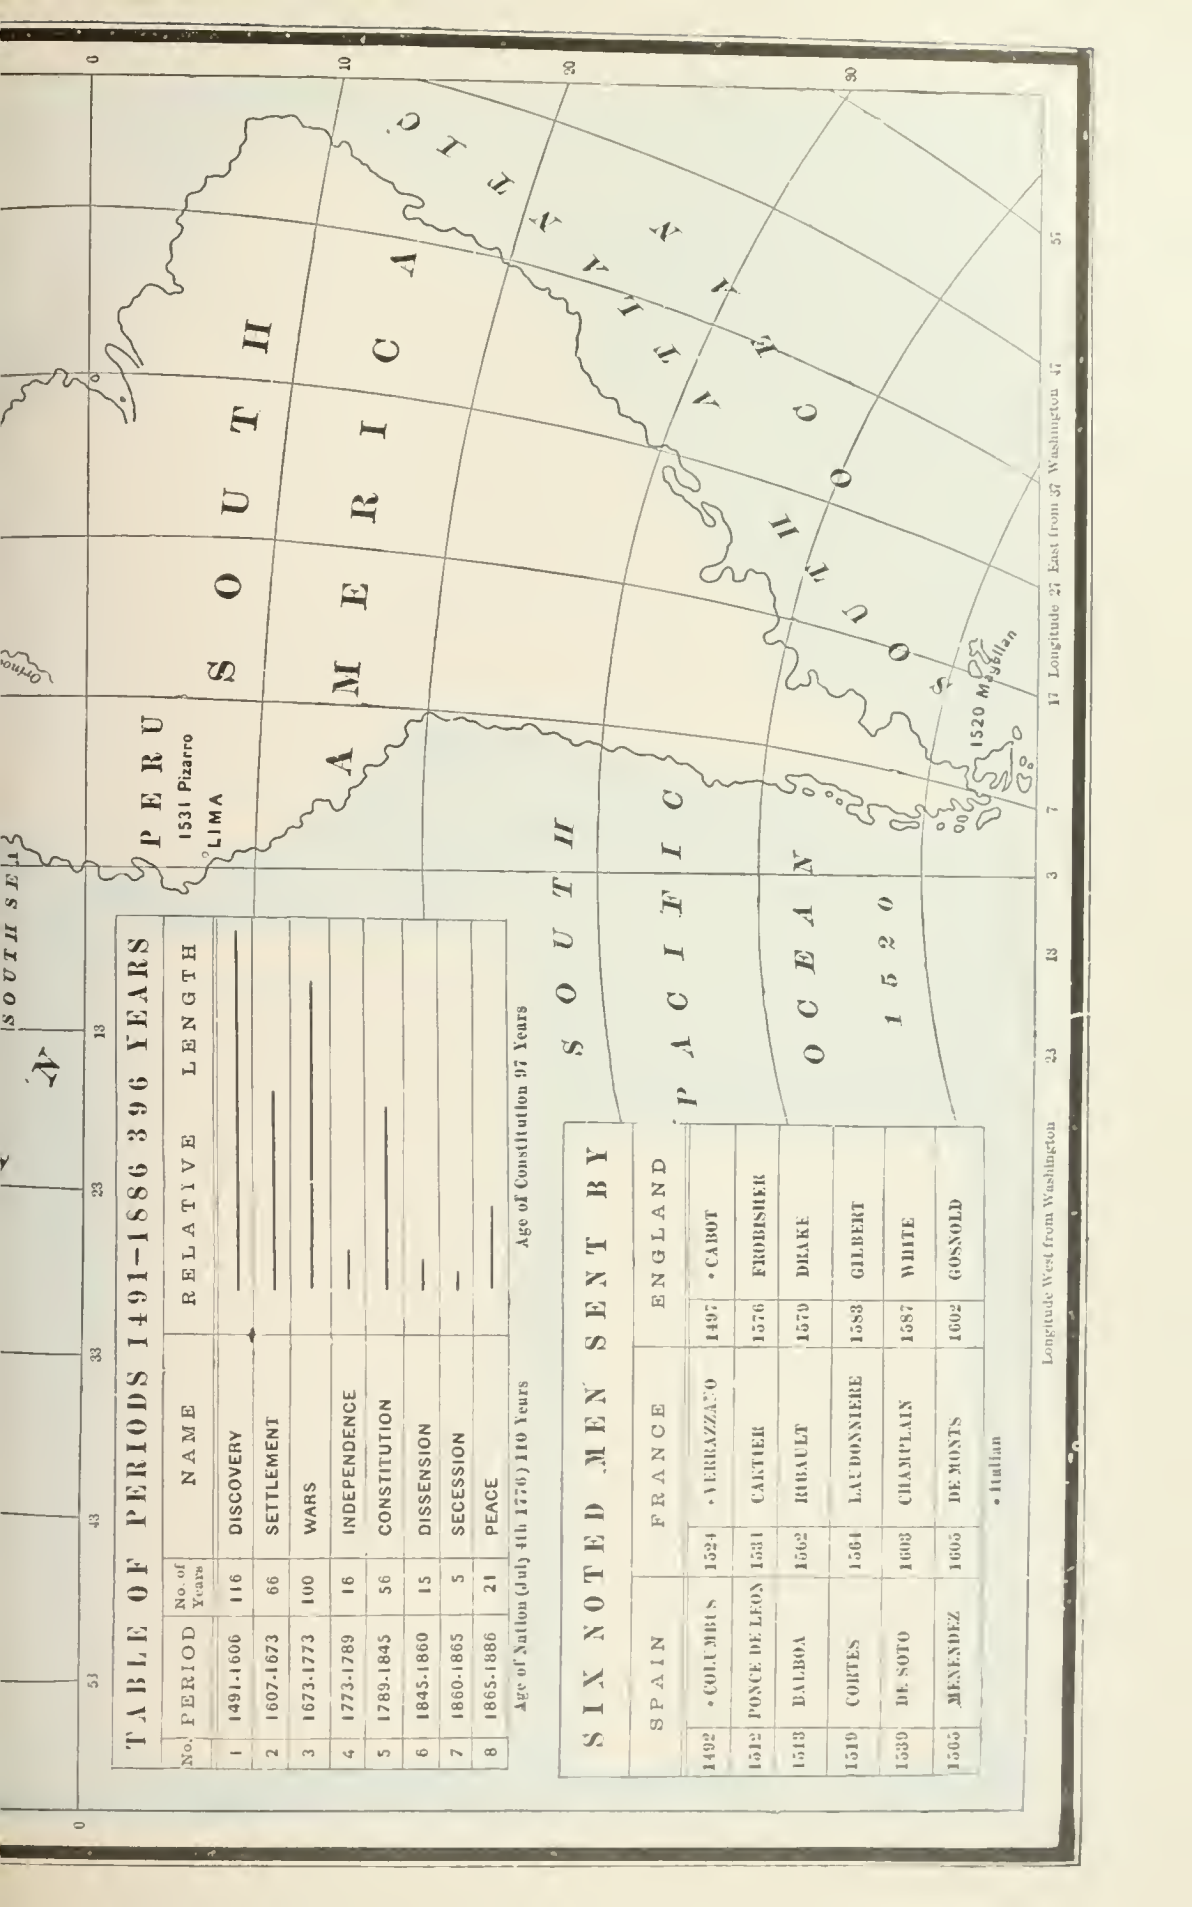 SOUTH SEA
N
Orino
PERU
1531 Pizarro
LIMA
SOUTH
AMERICA
SOUTH ATLANTIC
OCEAN
1520 Magellan
SOUTH
PACIFIC
OCEAN
1520
TABLE OF PERIODS 1491–1886 396 YEARS
No. PERIOD No. of Years NAME RELATIVE LENGTH
1 1491-1606 116 DISCOVERY
2 1607-1673 66 SETTLEMENT
3 1673-1773 100 WARS
4 1773-1789 16 INDEPENDENCE
5 1789-1845 56 CONSTITUTION
6 1845-1860 15 DISSENSION
7 1860-1865 5 SECESSION
8 1865-1886 21 PEACE
Age of Nation (July 4th 1776) 110 Years Age of Constitution 97 Years
SIX NOTED MEN SENT BY
SPAIN FRANCE ENGLAND
1492 • COLUMBUS 1524 • VERRAZZANO 1497 • CABOT
1512 PONCE DE LEON 1534 CARTIER 1576 FROBISHER
1513 BALBOA 1562 RIBAULT 1579 DRAKE
1519 CORTES 1564 LAUDONNIERE 1583 GILBERT
1539 DE SOTO 1603 CHAMPLAIN 1587 WHITE
1565 MENENDEZ 1605 DE MONTS 1602 GOSNOLD
• Italian
0 53 43 33 23 13
0 10 20 30
Longitude West from Washington 23 13 3 7 17 Longitude 27 East from 37 Washington 47 57